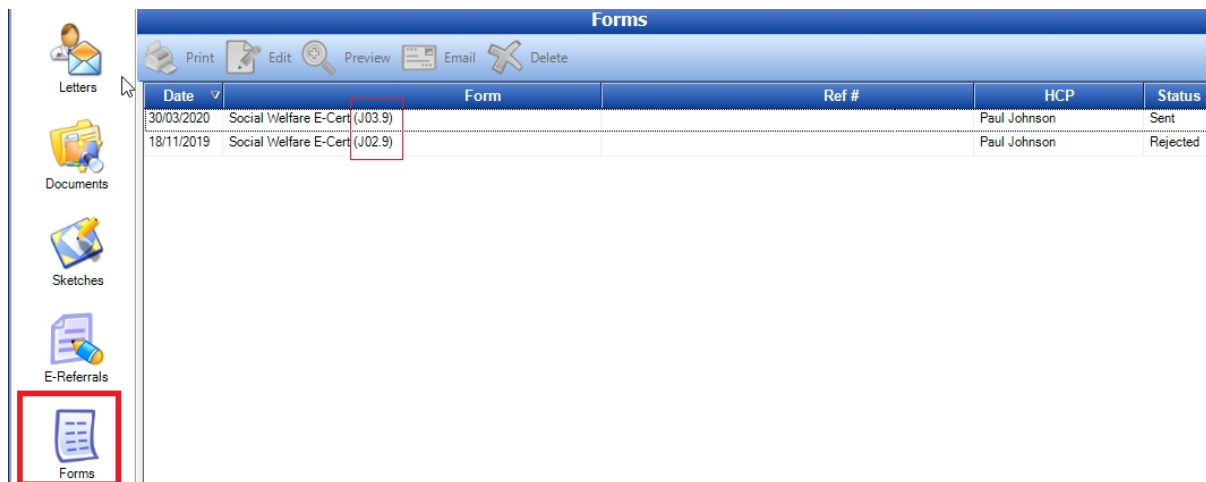 Forms
Print Edit Preview Email Delete
Date Form Ref # HCP Status
30/03/2020 Social Welfare E-Cert (J03.9) Paul Johnson Sent
18/11/2019 Social Welfare E-Cert (J02.9) Paul Johnson Rejected
Letters
Documents
Sketches
E-Referrals
Forms